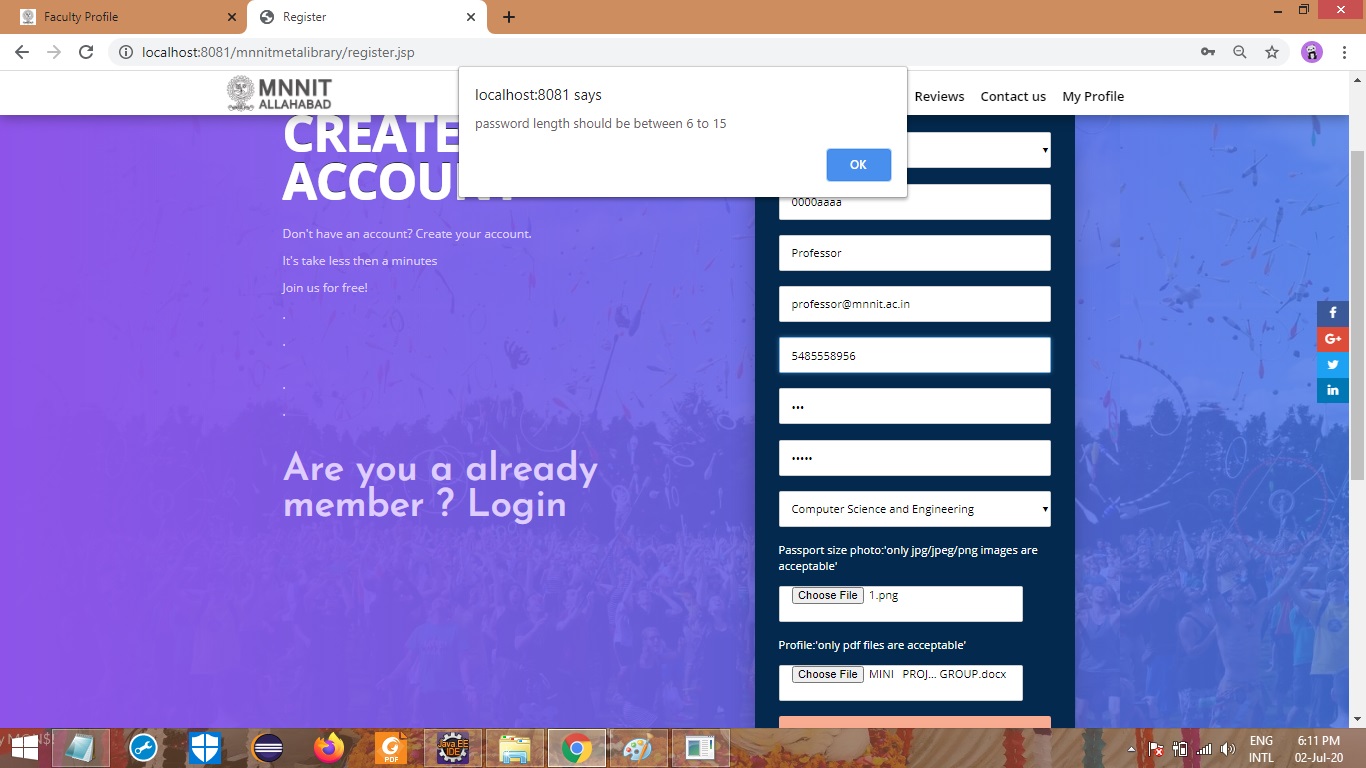 Faculty Profile
Register
localhost:8081/mnnitmetalibrary/register.jsp
MNNIT
ALLAHABAD
Reviews
Contact us
My Profile
localhost:8081 says
password length should be between 6 to 15
OK
CREATE
ACCOUNT
Don't have an account? Create your account.
It's take less then a minutes
Join us for free!
.
.
.
.
Are you a already
member ? Login
0000aaaa
Professor
professor@mnnit.ac.in
5485558956
•••
•••••
Computer Science and Engineering
Passport size photo:'only jpg/jpeg/png images are
acceptable'
Choose File 1.png
Profile:'only pdf files are acceptable'
Choose File MINI PROJ... GROUP.docx
G+
in
PDF
Java EE
IDE
ENG
INTL
6:11 PM
02-Jul-20